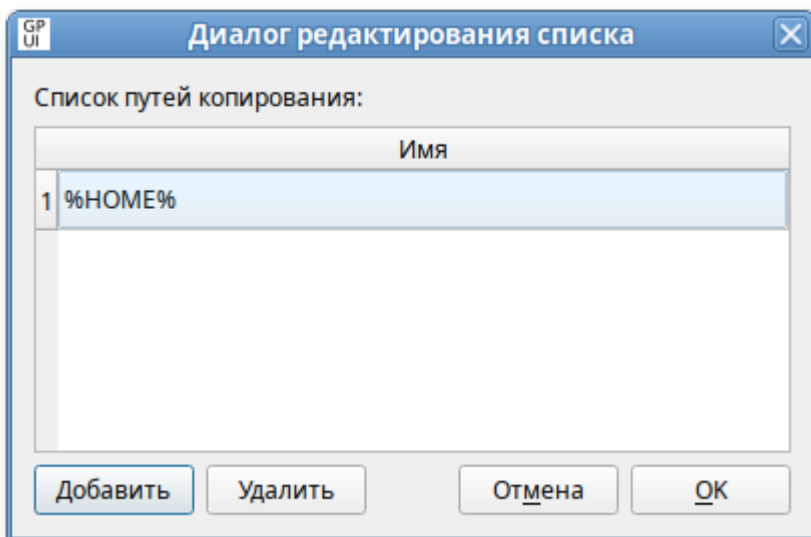 GP
UI
Диалог редактирования списка
Список путей копирования:
Имя
1 %HOME%
Добавить Удалить Отмена OK